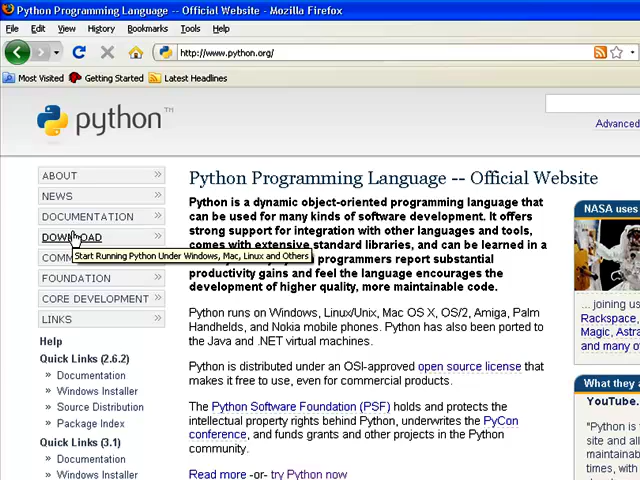 Python Programming Language -- Official Website - Mozilla Firefox
File Edit View History Bookmarks Tools Help
http://www.python.org/
Most Visited Getting Started Latest Headlines
python™
Advanced
ABOUT
NEWS
DOCUMENTATION
DOWNLOAD
Start Running Python Under Windows, Mac, Linux and Others
FOUNDATION
CORE DEVELOPMENT
LINKS
Help
Quick Links (2.6.2)
» Documentation
» Windows Installer
» Source Distribution
» Package Index
Quick Links (3.1)
» Documentation
» Windows Installer
Python Programming Language -- Official Website
Python is a dynamic object-oriented programming language
that can be used for many kinds of software development. It offers
strong support for integration with other languages and tools,
comes with extensive standard libraries, and can be learned in a
programmers report substantial
productivity gains and feel the language encourages the
development of higher quality, more maintainable code.
Python runs on Windows, Linux/Unix, Mac OS X, OS/2, Amiga, Palm
Handhelds, and Nokia mobile phones. Python has also been ported to
the Java and .NET virtual machines.
Python is distributed under an OSI-approved open source license that
makes it free to use, even for commercial products.
The Python Software Foundation (PSF) holds and protects the
intellectual property rights behind Python, underwrites the PyCon
conference, and funds grants and other projects in the Python
community.
Read more -or- try Python now
NASA uses
... joining us
Rackspace,
Magic, Astra
and many o
What they a
YouTube.
"Python is
site and all
maintainab
times, with